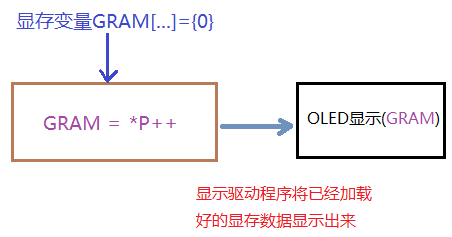 显存变量GRAM[...]={0}
GRAM = *P++
OLED显示(GRAM)
显示驱动程序将已经加载
好的显存数据显示出来